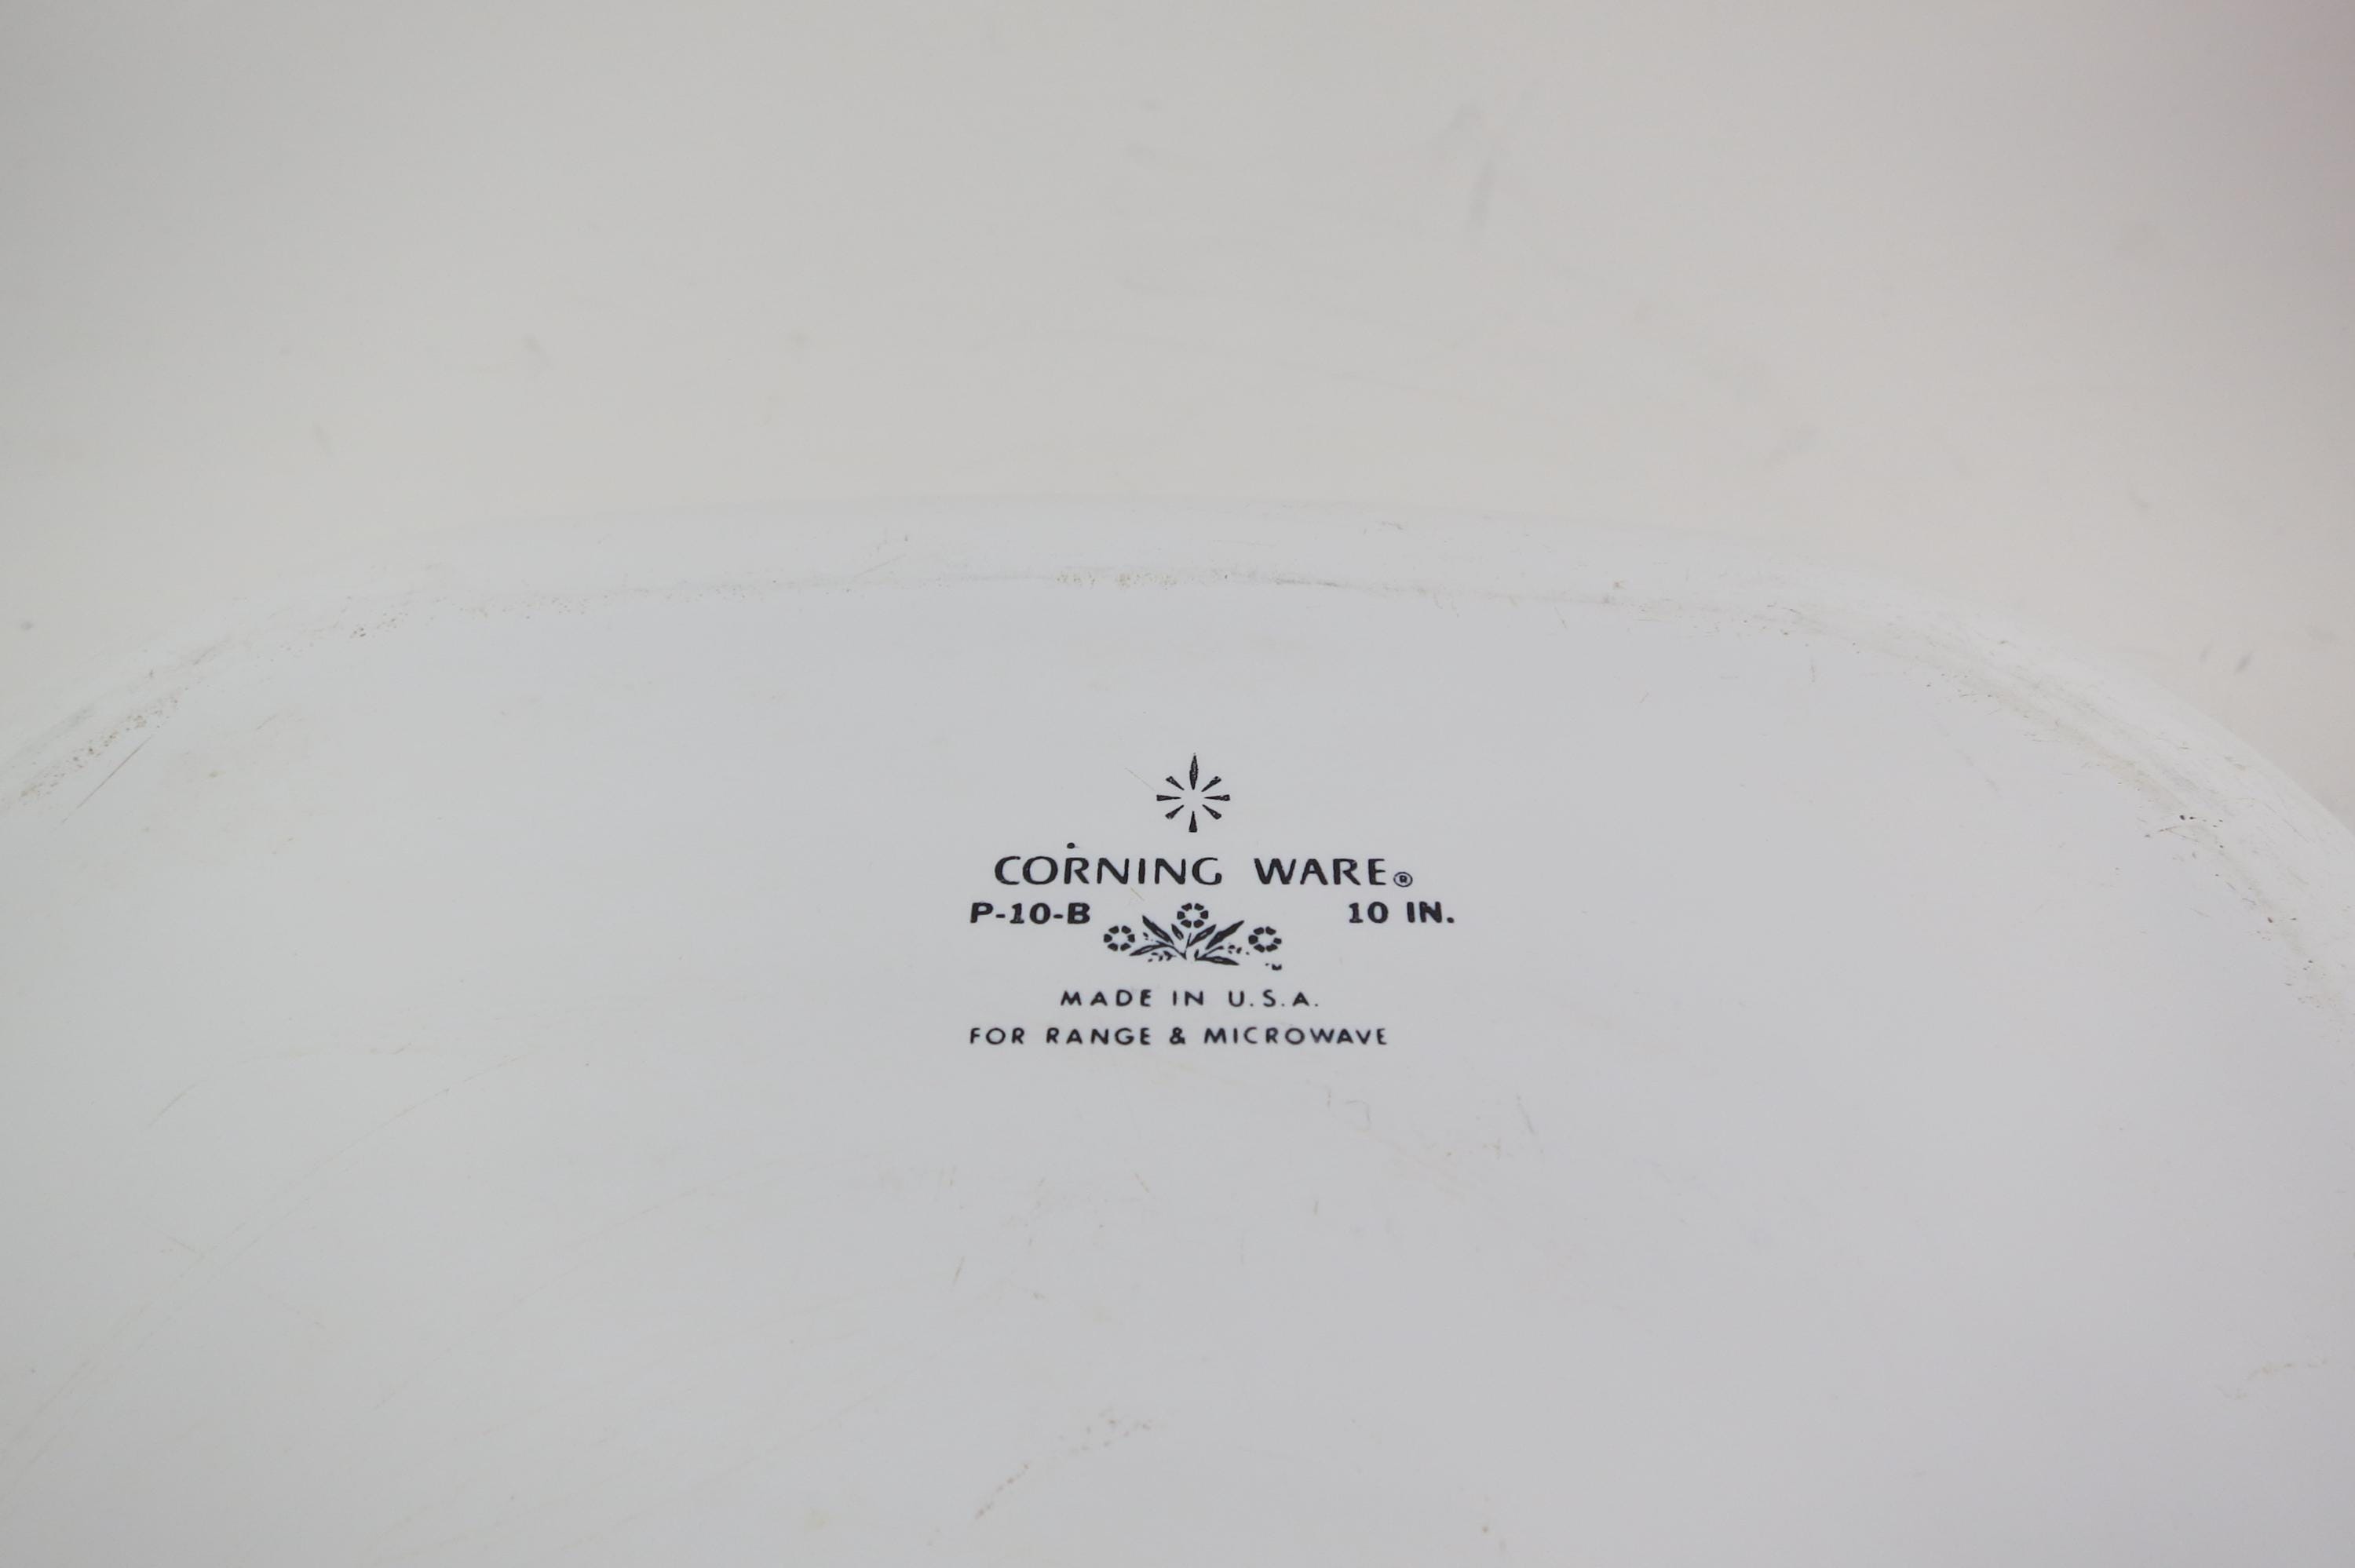 CORNING WARE®
P-10-B 10 IN.
MADE IN U.S.A.
FOR RANGE & MICROWAVE